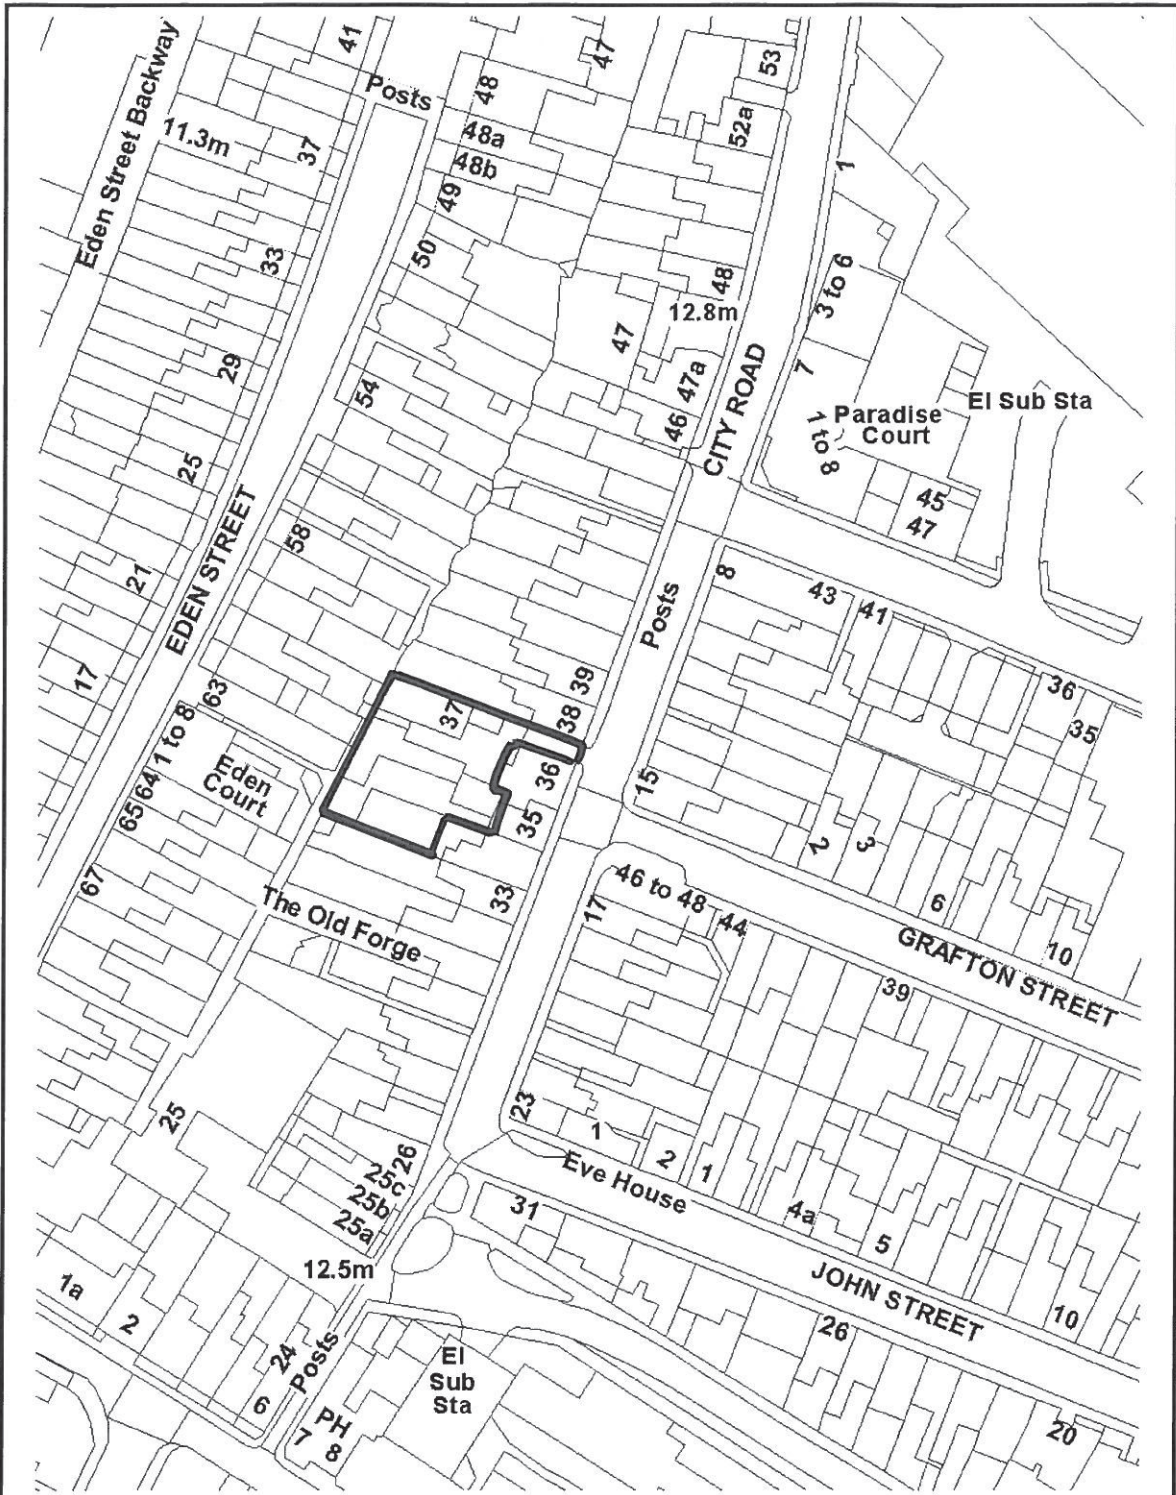 41
Posts
48
47
53
Eden Street Backway
11.3m
37
48a
48b
52a
1
49
50
33
48
12.8m
3 to 6
47
29
54
47a
46
CITY ROAD
7
Paradise
Court
1 to 8
El Sub Sta
25
45
47
EDEN STREET
58
21
Posts
8
43
41
17
63
39
38
37
36
35
1 to 8
Eden
Court
64
65
36
35
15
2
3
6
10
67
The Old Forge
33
17
46 to 48
44
GRAFTON STREET
39
25
23
1
2
1
Eve House
26
25c
25b
25a
31
4a
5
10
12.5m
JOHN STREET
1a
2
24
6
Posts
El
Sub
Sta
26
20
PH
7
8